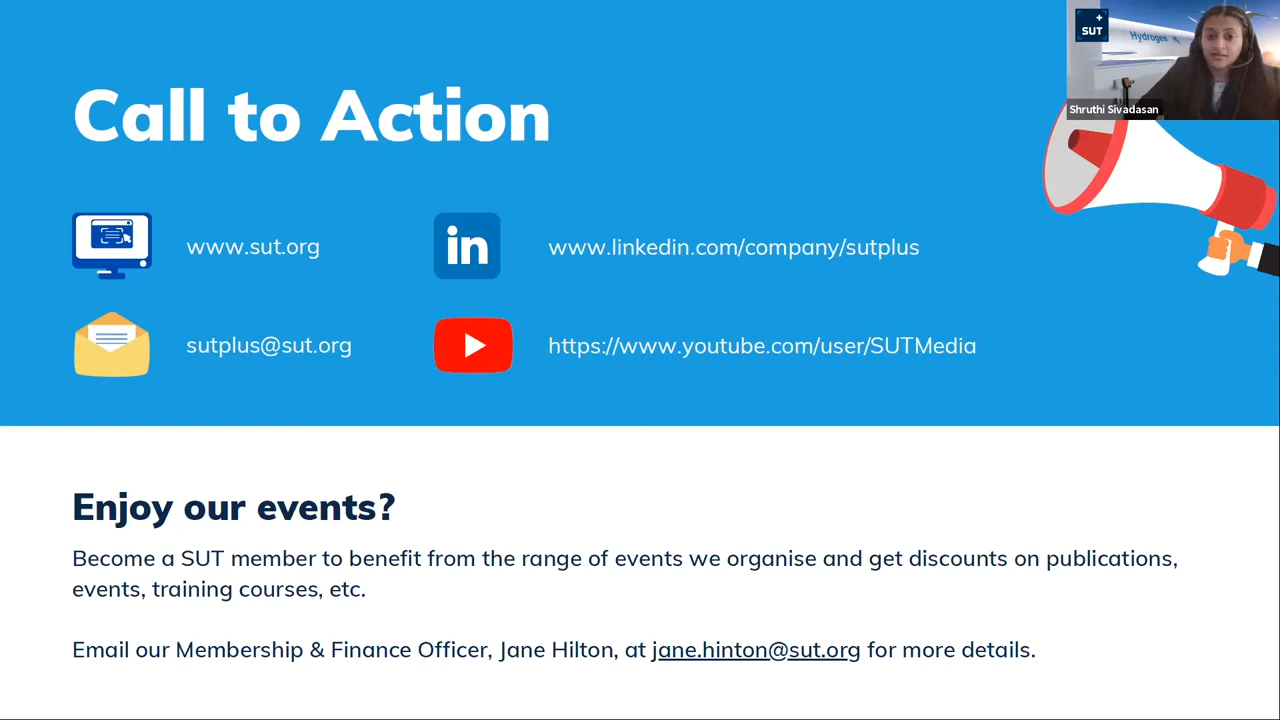 Call to Action
www.sut.org
www.linkedin.com/company/sutplus
sutplus@sut.org
https://www.youtube.com/user/SUTMedia
Enjoy our events?
Become a SUT member to benefit from the range of events we organise and get discounts on publications,
events, training courses, etc.
Email our Membership & Finance Officer, Jane Hilton, at jane.hinton@sut.org for more details.
+
SUT
Hydrogen H₂
Shruthi Sivadasan
in